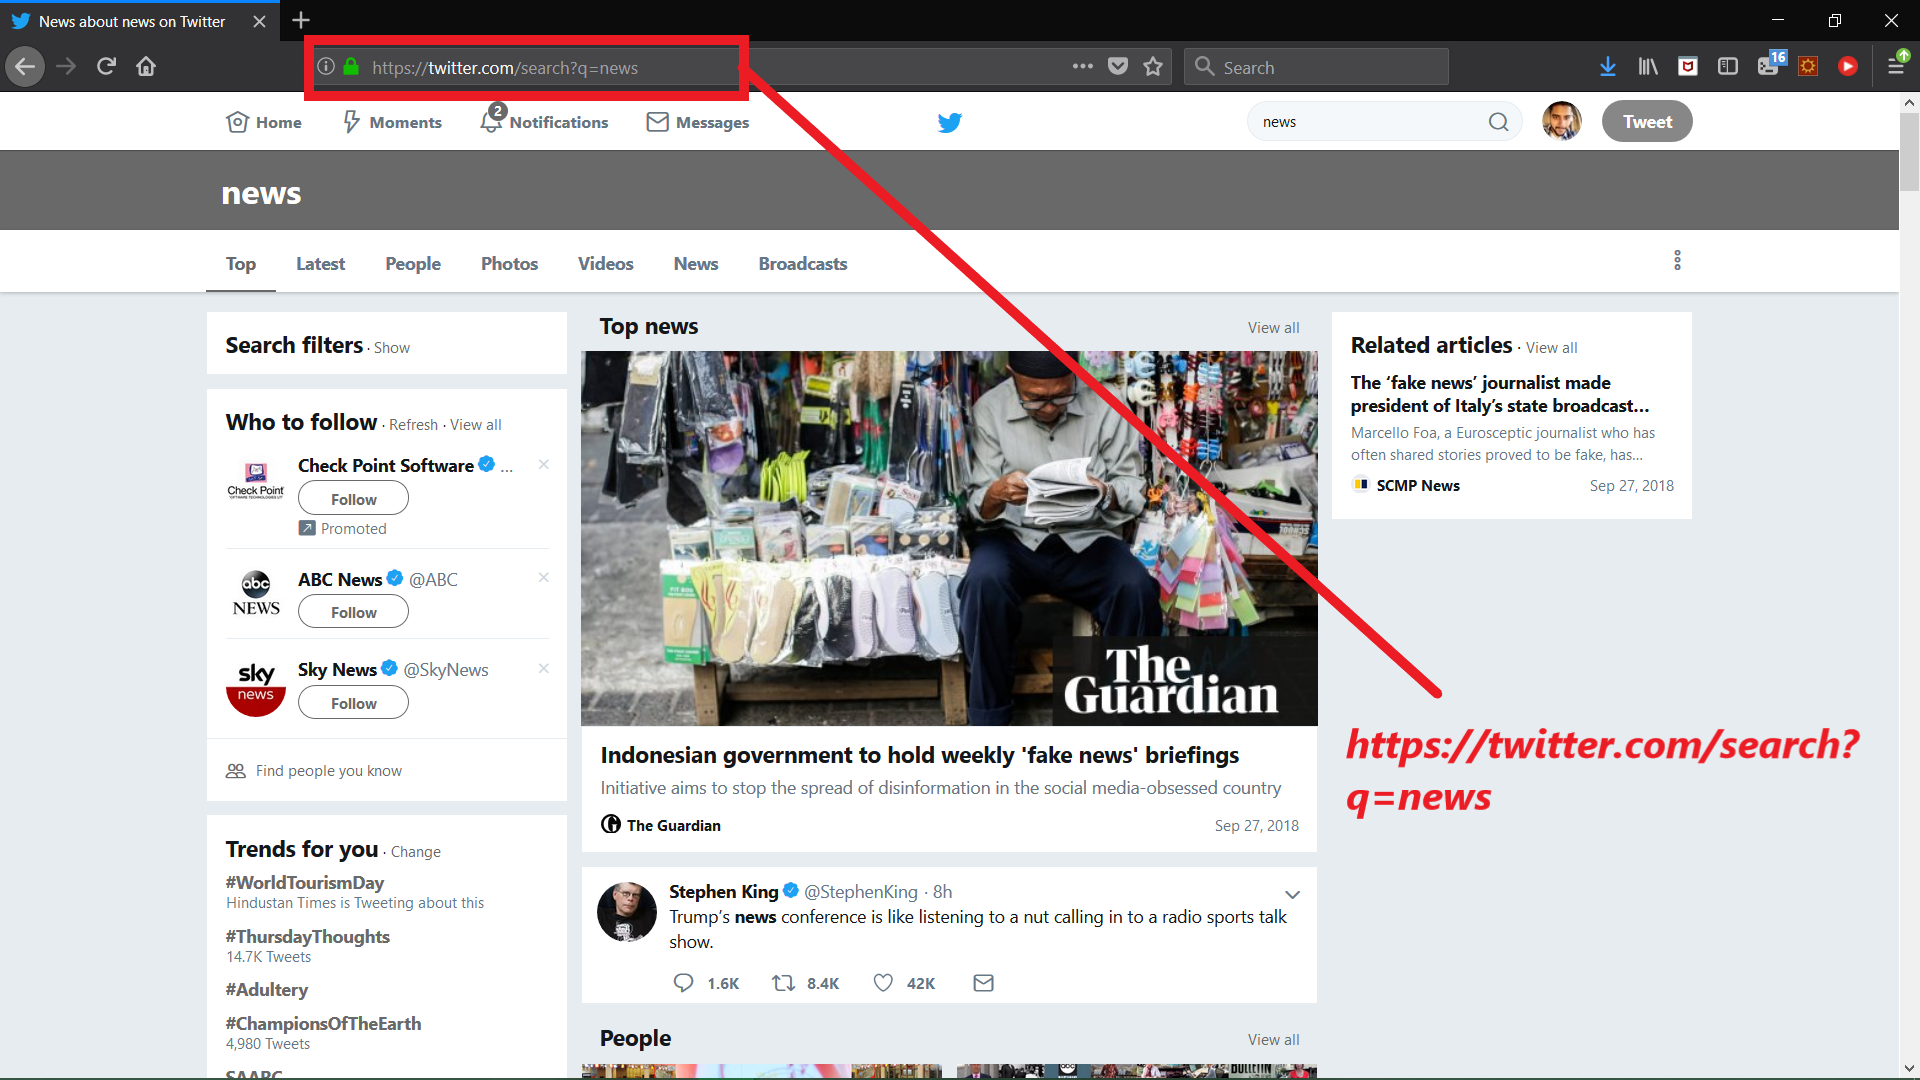 News about news on Twitter
https://twitter.com/search?q=news
Search
16
Home
Moments
2
Notifications
Messages
news
Tweet
news
Top
Latest
People
Photos
Videos
News
Broadcasts
Search filters · Show
Who to follow · Refresh · View all
Check Point
SOFTWARE TECHNOLOGIES LTD
Check Point Software ...
Follow
Promoted
abc
NEWS
ABC News @ABC
Follow
sky
news
Sky News @SkyNews
Follow
Find people you know
Trends for you · Change
#WorldTourismDay
Hindustan Times is Tweeting about this
#ThursdayThoughts
14.7K Tweets
#Adultery
#ChampionsOfTheEarth
4,980 Tweets
SAARC
Top news
View all
The
Guardian
Indonesian government to hold weekly 'fake news' briefings
Initiative aims to stop the spread of disinformation in the social media-obsessed country
The Guardian
Sep 27, 2018
Stephen King @StephenKing · 8h
Trump’s news conference is like listening to a nut calling in to a radio sports talk
show.
1.6K
8.4K
42K
People
View all
Related articles · View all
The ‘fake news’ journalist made
president of Italy’s state broadcast...
Marcello Foa, a Eurosceptic journalist who has
often shared stories proved to be fake, has...
SCMP News
Sep 27, 2018
https://twitter.com/search?
q=news